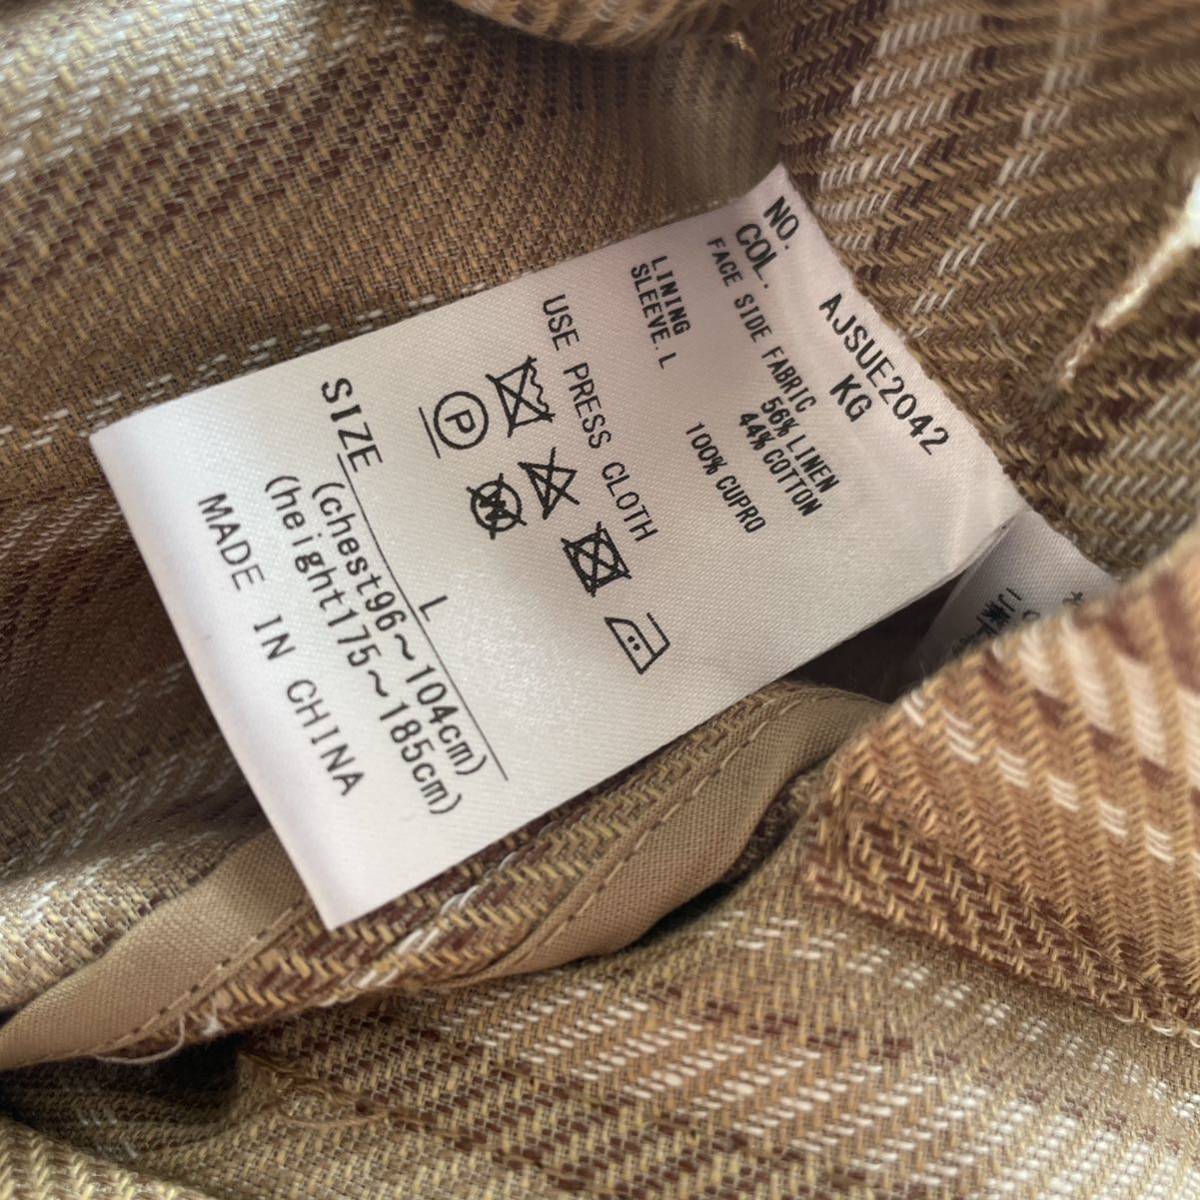 NO. AJSUE2042
COL. KG
FACE SIDE FABRIC
56% LINEN
44% COTTON
LINING
SLEEVE.L
100% CUPRO
USE PRESS CLOTH
P
W
SIZE L
(chest96～104cm)
(height175～185cm)
MADE IN CHINA